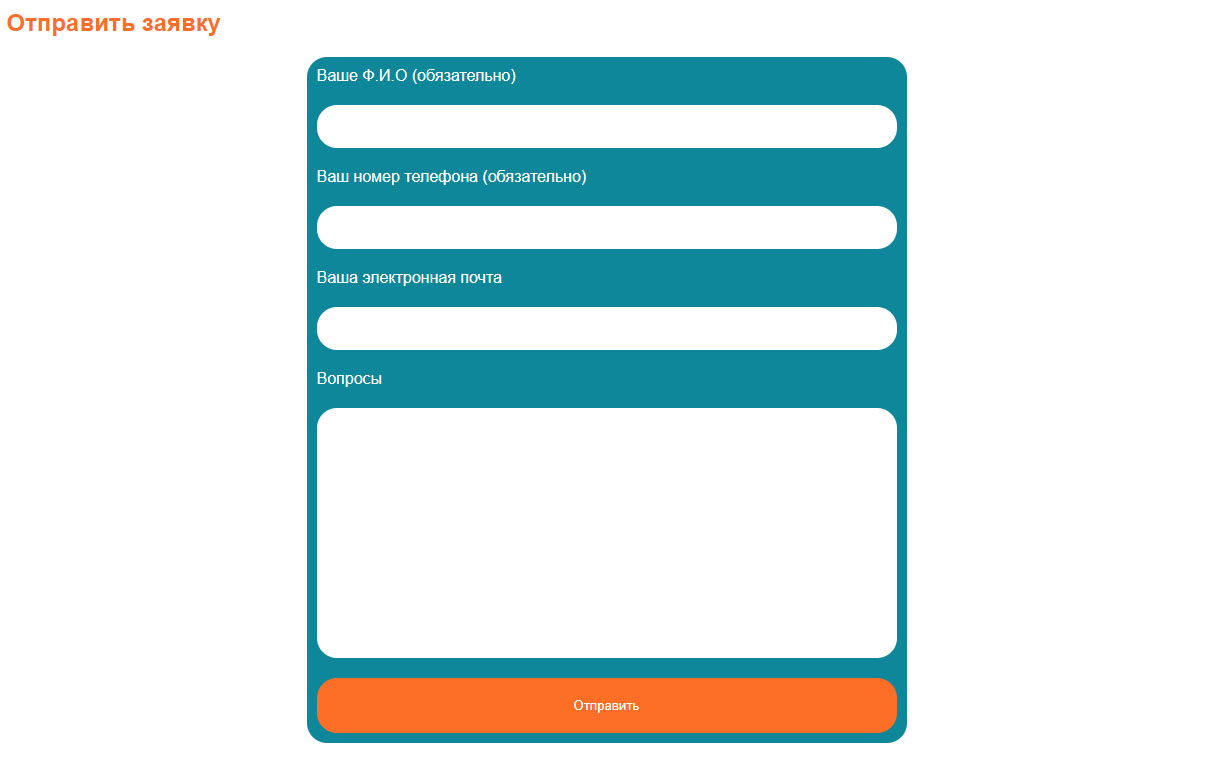 Отправить заявку
Ваше Ф.И.О (обязательно)
Ваш номер телефона (обязательно)
Ваша электронная почта
Вопросы
Отправить